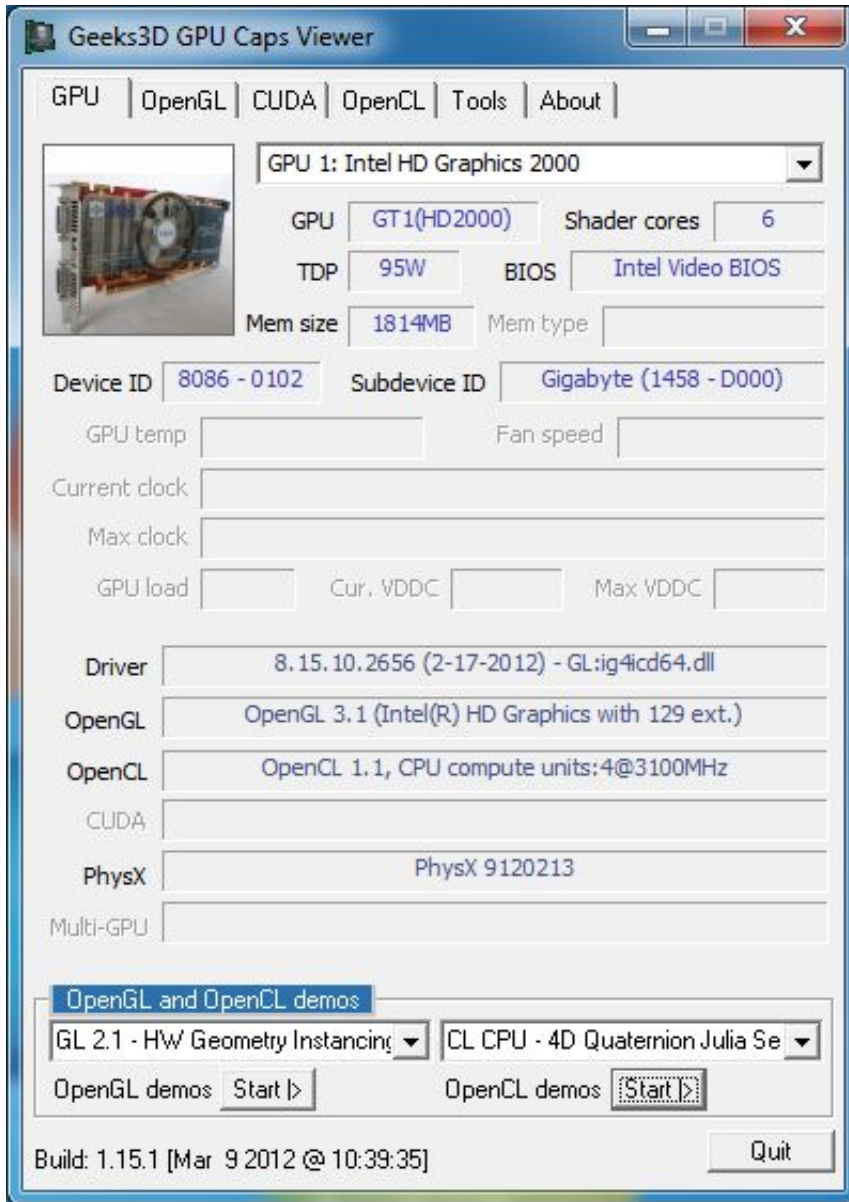 Geeks3D GPU Caps Viewer
GPU OpenGL CUDA OpenCL Tools About
GPU 1: Intel HD Graphics 2000
GPU GT1(HD2000) Shader cores 6
TDP 95W BIOS Intel Video BIOS
Mem size 1814MB Mem type
Device ID 8086 - 0102 Subdevice ID Gigabyte (1458 - D000)
GPU temp Fan speed
Current clock
Max clock
GPU load Cur. VDDC Max VDDC
Driver 8.15.10.2656 (2-17-2012) - GL:ig4icd64.dll
OpenGL OpenGL 3.1 (Intel(R) HD Graphics with 129 ext.)
OpenCL OpenCL 1.1, CPU compute units:4@3100MHz
CUDA
PhysX PhysX 9120213
Multi-GPU
OpenGL and OpenCL demos
GL 2.1 - HW Geometry Instancing CL CPU - 4D Quaternion Julia Se
OpenGL demos Start |> OpenCL demos Start |>
Build: 1.15.1 [Mar 9 2012 @ 10:39:35] Quit